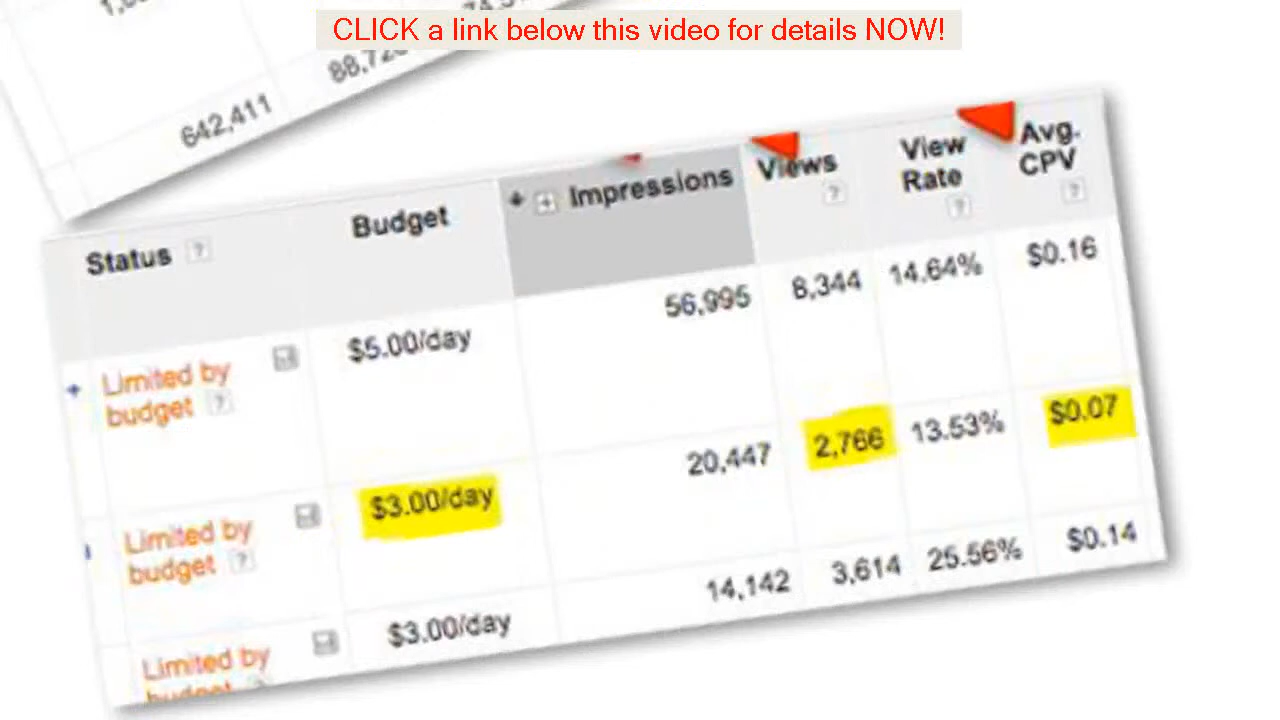 CLICK a link below this video for details NOW!
642,411
Status ? Budget + Impressions Views ? View Rate ? Avg. CPV ?
Limited by budget ? $5.00/day 56,995 8,344 14.64% $0.16
Limited by budget ? $3.00/day 20,447 2,766 13.53% $0.07
Limited by budget $3.00/day 14,142 3,614 25.56% $0.14